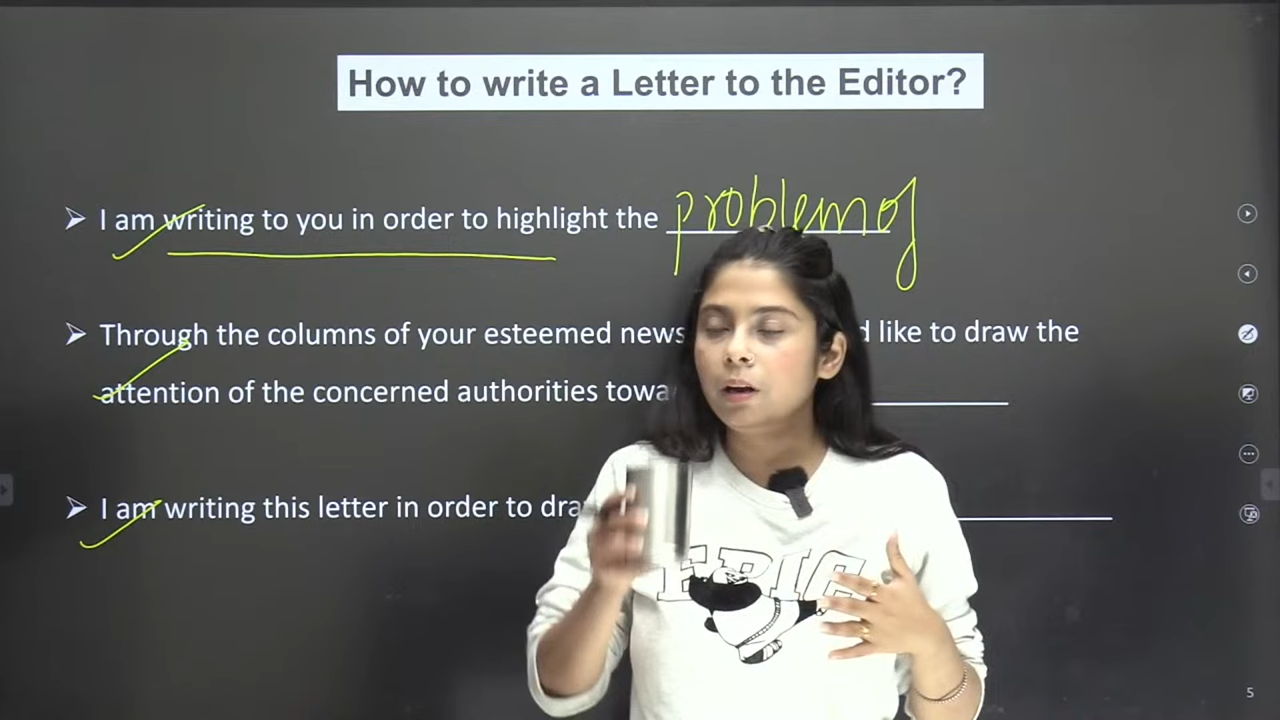 How to write a Letter to the Editor?
➢ I am writing to you in order to highlight the problem of
➢ Through the columns of your esteemed news d like to draw the
attention of the concerned authorities towa
➢ I am writing this letter in order to dra
EPIC
5